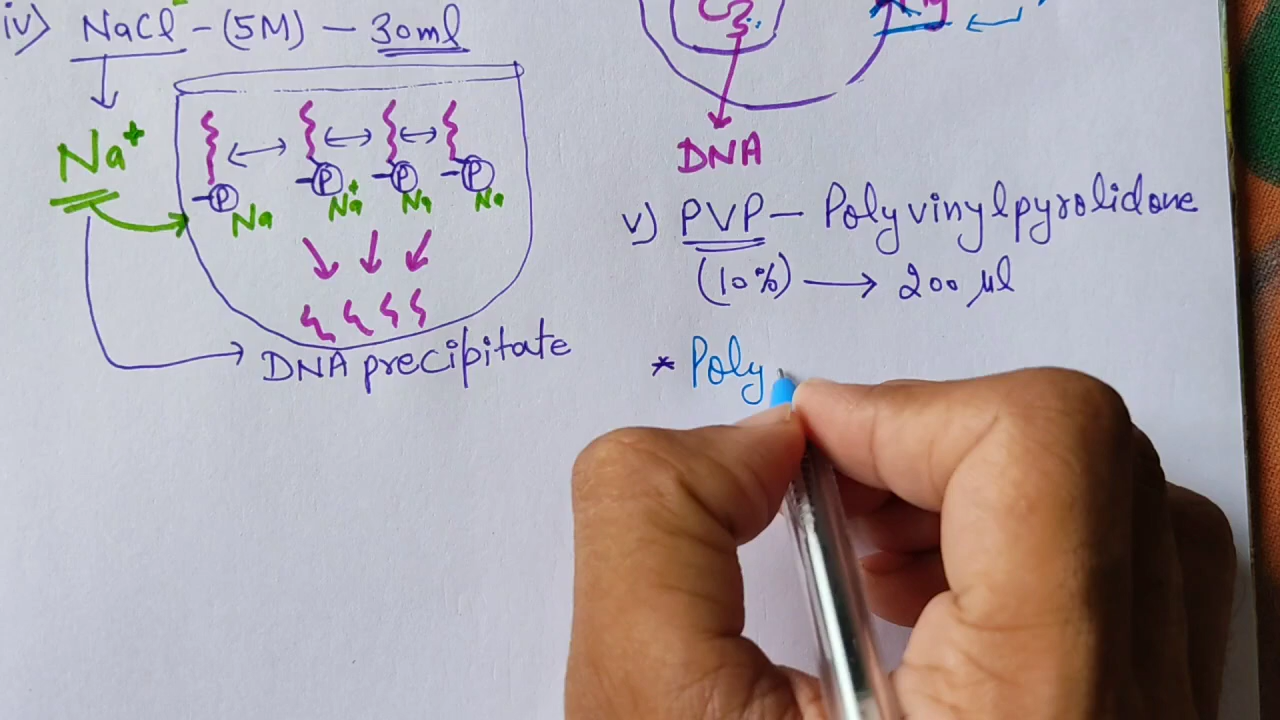 iv) NaCl - (5M) - 30ml
Na+
P Na P Na+ P Na P Na
DNA precipitate
DNA
v) PVP - Polyvinylpyrolidone
(10%) → 200 µl
* Poly